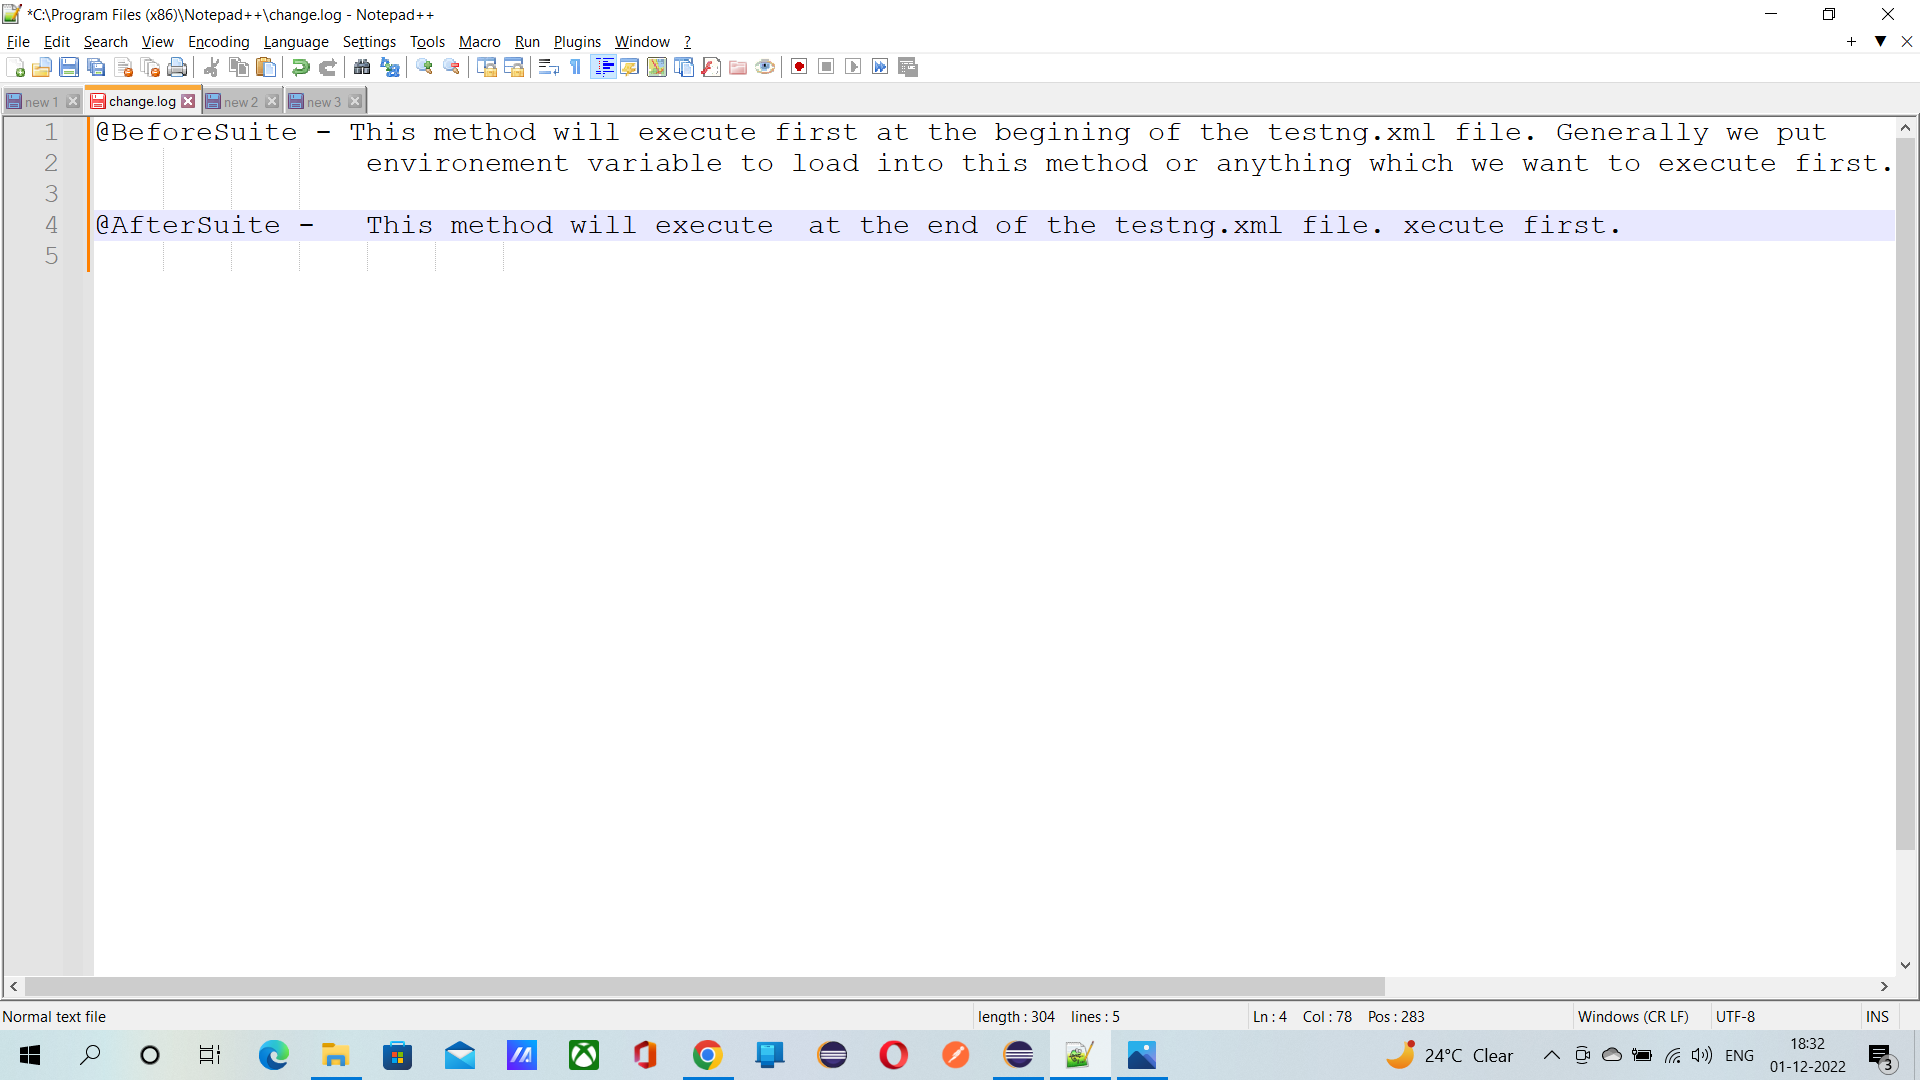 *C:\Program Files (x86)\Notepad++\change.log - Notepad++
File Edit Search View Encoding Language Settings Tools Macro Run Plugins Window ?
new 1 change.log new 2 new 3
1 @BeforeSuite - This method will execute first at the begining of the testng.xml file. Generally we put
2 environement variable to load into this method or anything which we want to execute first.
3
4 @AfterSuite - This method will execute  at the end of the testng.xml file. xecute first.
5
Normal text file length : 304 lines : 5 Ln : 4 Col : 78 Pos : 283 Windows (CR LF) UTF-8 INS
24°C Clear ENG 18:32
01-12-2022 3